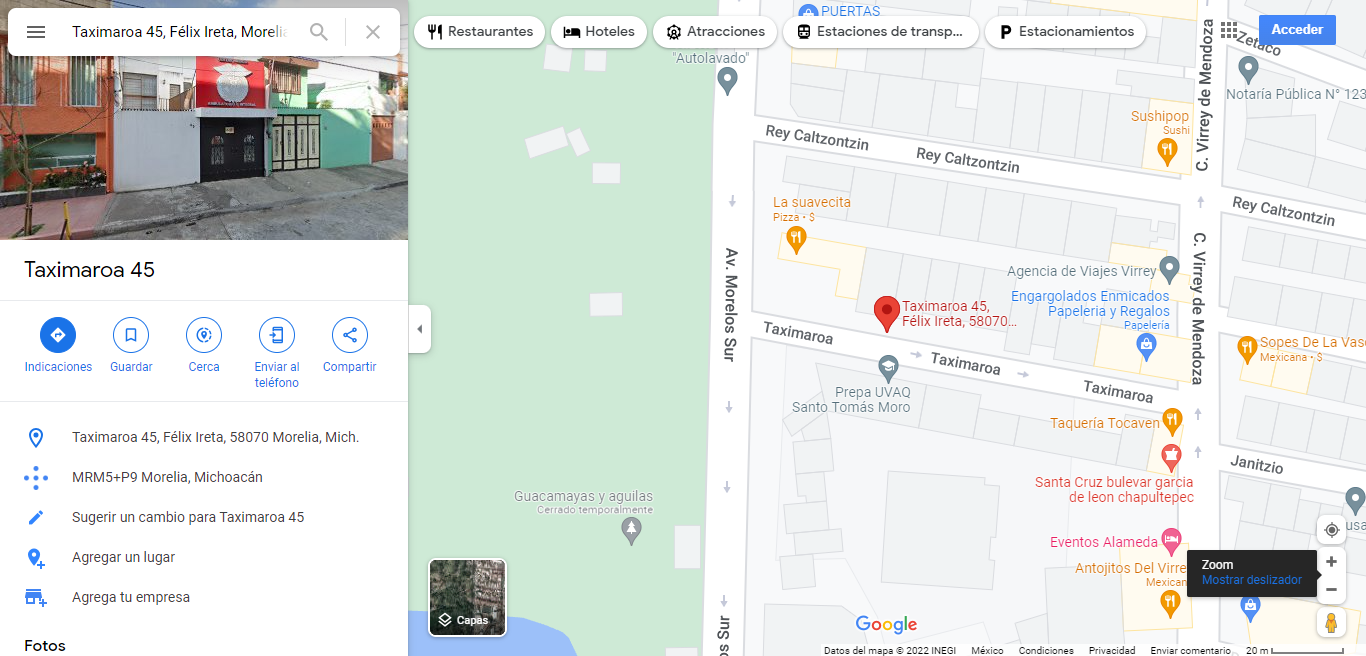 Taximaroa 45, Félix Ireta, Morelia
Restaurantes
Hoteles
Atracciones
Estaciones de transp...
Estacionamientos
Acceder
Taximaroa 45
Indicaciones
Guardar
Cerca
Enviar al
teléfono
Compartir
Taximaroa 45, Félix Ireta, 58070 Morelia, Mich.
MRM5+P9 Morelia, Michoacán
Sugerir un cambio para Taximaroa 45
Agregar un lugar
Agrega tu empresa
Fotos
PUERTAS
"Autolavado"
Zetaco
Notaría Pública N° 123
C. Virrey de Mendoza
Sushipop
Sushi
Rey Caltzontzin
Rey Caltzontzin
Rey Caltzontzin
La suavecita
Pizza • $
Av. Morelos Sur
C. Virrey de Mendoza
Agencia de Viajes Virrey
Engargolados Enmicados
Papeleria y Regalos
Papelería
Taximaroa 45,
Félix Ireta, 58070...
Taximaroa
Taximaroa
Taximaroa
Sopes De La Vasc
Mexicana • $
Prepa UVAQ
Santo Tomás Moro
Taquería Tocaven
Janitzio
Santa Cruz bulevar garcia
de leon chapultepec
Guacamayas y aguilas
Cerrado temporalmente
usa
Eventos Alameda
Antojitos Del Virre
Mexican
Zoom
Mostrar deslizador
Capas
os Sur
Google
Datos del mapa © 2022 INEGI
México
Condiciones
Privacidad
Enviar comentario
20 m